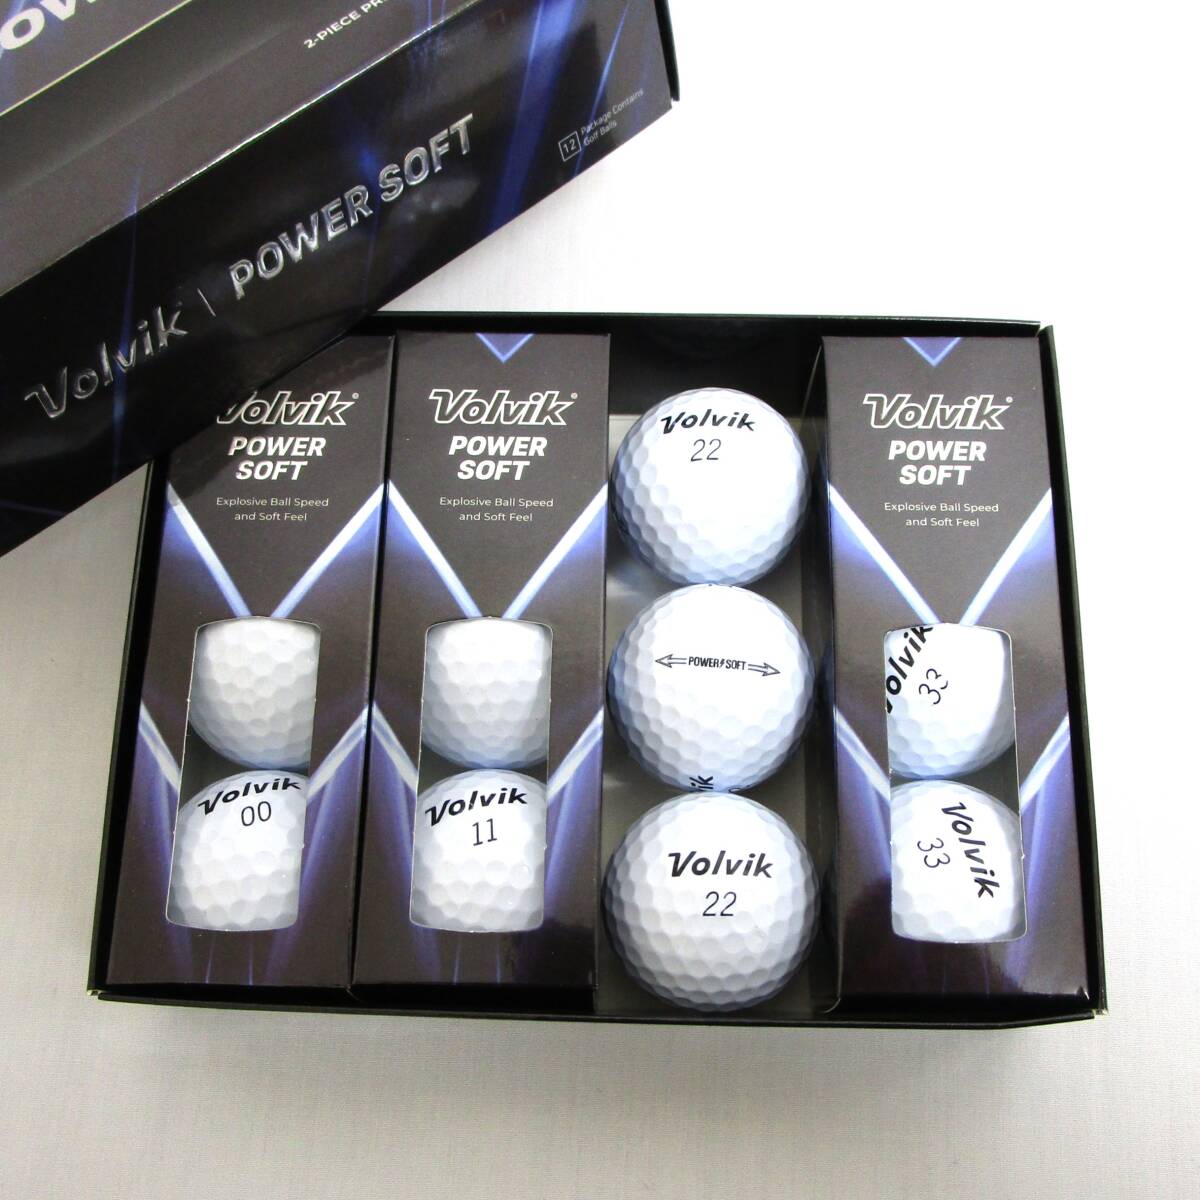 2-PIECE
Volvik | POWER SOFT
12 Package Contains
Golf Balls
Volvik
POWER
SOFT
Explosive Ball Speed
and Soft Feel
Volvik
00
Volvik
POWER
SOFT
Explosive Ball Speed
and Soft Feel
Volvik
11
Volvik
22
POWER SOFT
Volvik
22
Volvik
POWER
SOFT
Explosive Ball Speed
and Soft Feel
Volvik
33
Volvik
33